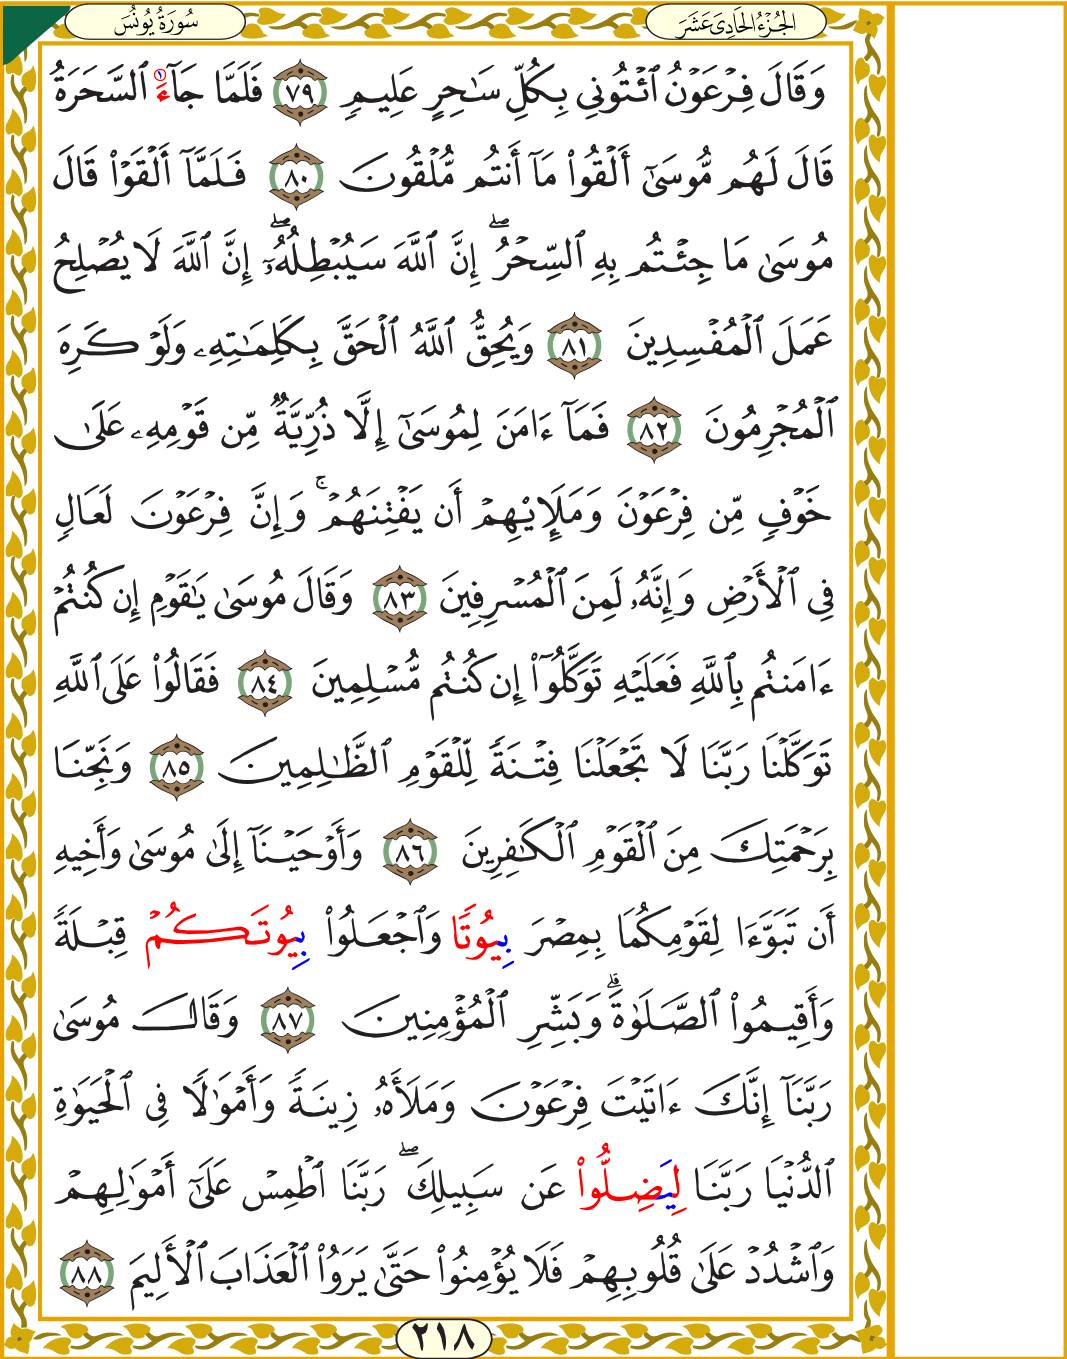 سُورَةُ يُونُسَ
الجُزْءُ الحَادِىَ عَشَرَ
وَقَالَ فِرْعَوْنُ ٱئْتُونِي بِكُلِّ سَـٰحِرٍ عَلِيمٍ ٧٩ فَلَمَّا جَآءَ ١ ٱلسَّحَرَةُ
قَالَ لَهُم مُّوسَىٰٓ أَلْقُوا۟ مَآ أَنتُم مُّلْقُونَ ٨٠ فَلَمَّآ أَلْقَوْا۟ قَالَ
مُوسَىٰ مَا جِئْتُم بِهِ ٱلسِّحْرُ ۖ إِنَّ ٱللَّهَ سَيُبْطِلُهُۥٓ ۖ إِنَّ ٱللَّهَ لَا يُصْلِحُ
عَمَلَ ٱلْمُفْسِدِينَ ٨١ وَيُحِقُّ ٱللَّهُ ٱلْحَقَّ بِكَلِمَـٰتِهِۦ وَلَوْ كَرِهَ
ٱلْمُجْرِمُونَ ٨٢ فَمَآ ءَامَنَ لِمُوسَىٰٓ إِلَّا ذُرِّيَّةٌ مِّن قَوْمِهِۦ عَلَىٰ
خَوْفٍ مِّن فِرْعَوْنَ وَمَلَإِيْهِمْ أَن يَفْتِنَهُمْ ۚ وَإِنَّ فِرْعَوْنَ لَعَالٍ
فِى ٱلْأَرْضِ وَإِنَّهُۥ لَمِنَ ٱلْمُسْرِفِينَ ٨٣ وَقَالَ مُوسَىٰ يَـٰقَوْمِ إِن كُنتُمْ
ءَامَنتُم بِٱللَّهِ فَعَلَيْهِ تَوَكَّلُوٓا۟ إِن كُنتُم مُّسْلِمِينَ ٨٤ فَقَالُوا۟ عَلَى ٱللَّهِ
تَوَكَّلْنَا رَبَّنَا لَا تَجْعَلْنَا فِتْنَةً لِّلْقَوْمِ ٱلظَّـٰلِمِينَ ٨٥ وَنَجِّنَا
بِرَحْمَتِكَ مِنَ ٱلْقَوْمِ ٱلْكَـٰفِرِينَ ٨٦ وَأَوْحَيْنَآ إِلَىٰ مُوسَىٰ وَأَخِيهِ
أَن تَبَوَّءَا لِقَوْمِكُمَا بِمِصْرَ بِيُوتًا وَٱجْعَلُوا۟ بِيُوتَكُمْ قِبْلَةً
وَأَقِيمُوا۟ ٱلصَّلَوٰةَ ۗ وَبَشِّرِ ٱلْمُؤْمِنِينَ ٨٧ وَقَالَ مُوسَىٰ
رَبَّنَآ إِنَّكَ ءَاتَيْتَ فِرْعَوْنَ وَمَلَأَهُۥ زِينَةً وَأَمْوَٰلًا فِى ٱلْحَيَوٰةِ
ٱلدُّنْيَا رَبَّنَا لِيَضِلُّوا۟ عَن سَبِيلِكَ ۖ رَبَّنَا ٱطْمِسْ عَلَىٰٓ أَمْوَٰلِهِمْ
وَٱشْدُدْ عَلَىٰ قُلُوبِهِمْ فَلَا يُؤْمِنُوا۟ حَتَّىٰ يَرَوُا۟ ٱلْعَذَابَ ٱلْأَلِيمَ ٨٨
٢١٨